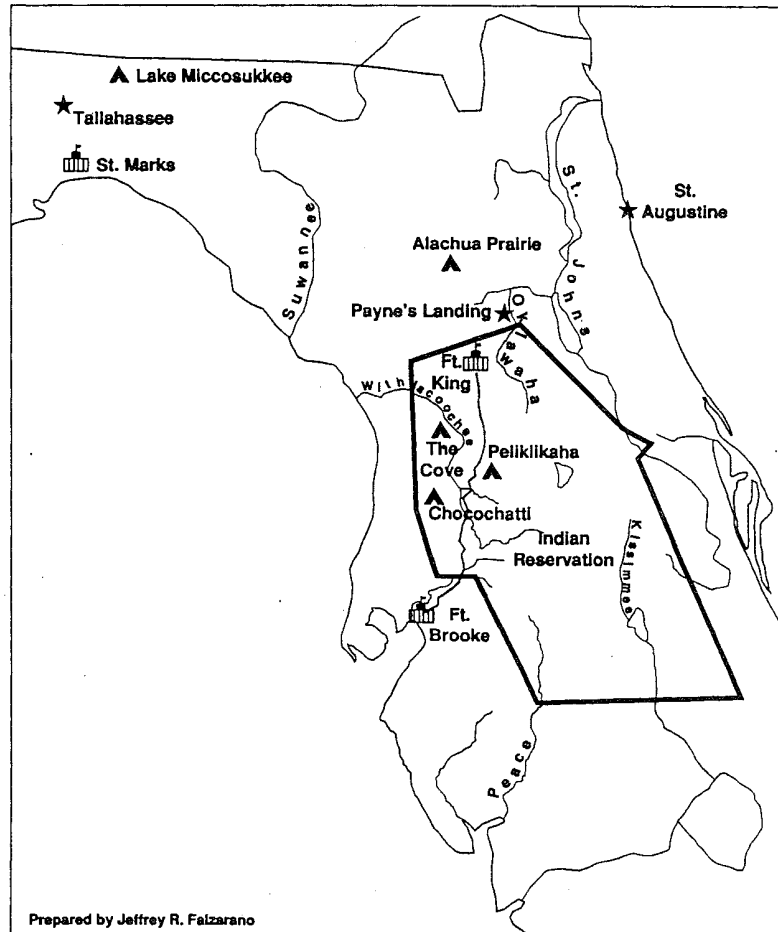 Lake Miccosukkee
Tallahassee
St. Marks
St.
Augustine
St. Johns
Suwannee
Alachua Prairie
Payne's Landing
Oklawaha
Ft.
King
Withlacoochee
The
Cove
Peliklikaha
Chocochatti
Indian
Reservation
Kissimmee
Ft.
Brooke
Peace
Prepared by Jeffrey R. Falzarano